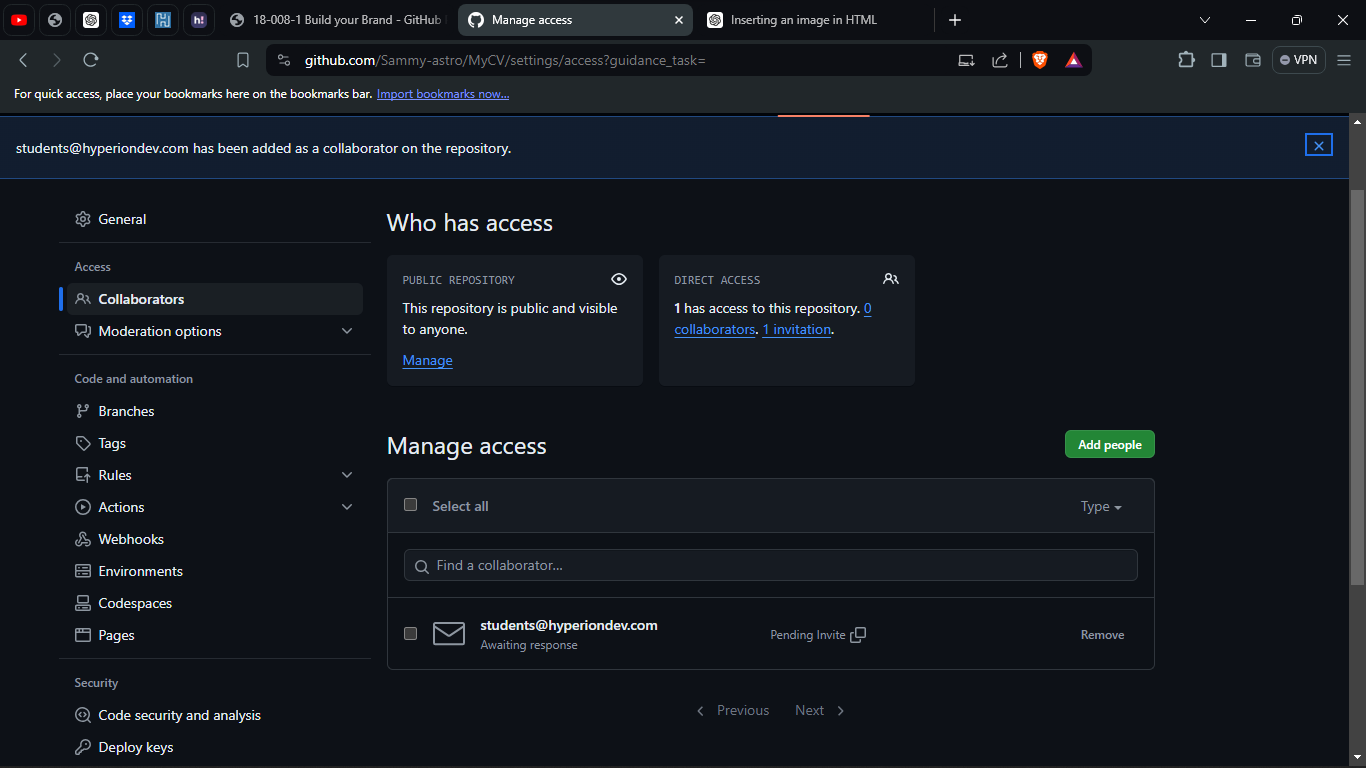 18-008-1 Build your Brand - GitHub
Manage access
Inserting an image in HTML
github.com/Sammy-astro/MyCV/settings/access?guidance_task=
VPN
For quick access, place your bookmarks here on the bookmarks bar. Import bookmarks now...
students@hyperiondev.com has been added as a collaborator on the repository.
General
Access
Collaborators
Moderation options
Code and automation
Branches
Tags
Rules
Actions
Webhooks
Environments
Codespaces
Pages
Security
Code security and analysis
Deploy keys
Who has access
PUBLIC REPOSITORY
This repository is public and visible
to anyone.
Manage
DIRECT ACCESS
1 has access to this repository. 0
collaborators. 1 invitation.
Manage access
Add people
Select all
Type
Find a collaborator...
students@hyperiondev.com
Awaiting response
Pending Invite
Remove
Previous
Next